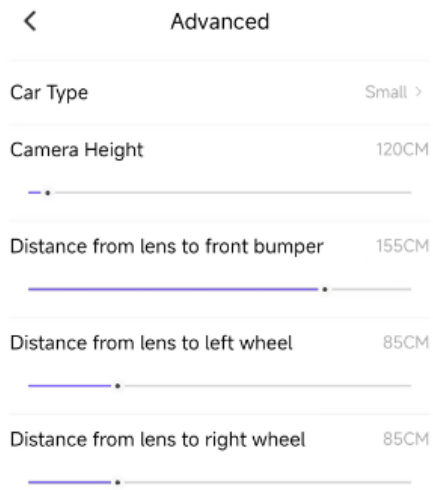 Advanced
Car Type Small
Camera Height 120CM
Distance from lens to front bumper 155CM
Distance from lens to left wheel 85CM
Distance from lens to right wheel 85CM